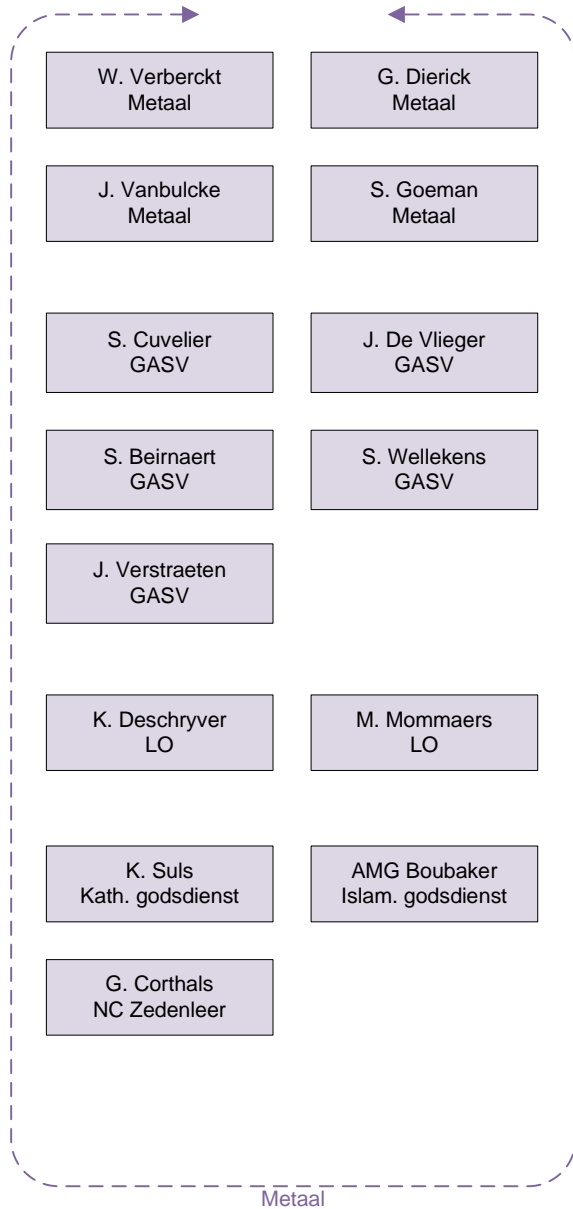 W. Verberckt
Metaal
G. Dierick
Metaal
J. Vanbulcke
Metaal
S. Goeman
Metaal
S. Cuvelier
GASV
J. De Vlieger
GASV
S. Beirnaert
GASV
S. Wellekens
GASV
J. Verstraeten
GASV
K. Deschryver
LO
M. Mommaers
LO
K. Suls
Kath. godsdienst
AMG Boubaker
Islam. godsdienst
G. Corthals
NC Zedenleer
Metaal